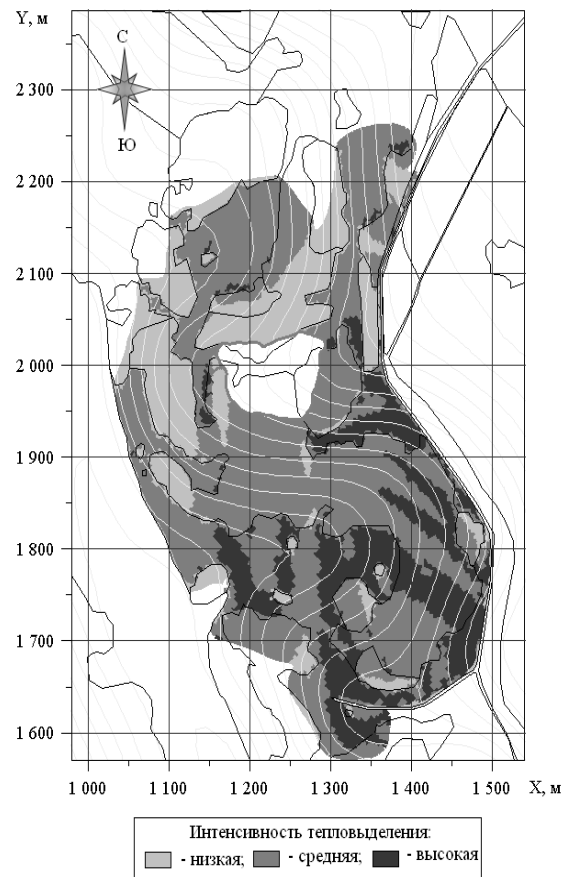 Y, м
С
Ю
2 300
2 200
2 100
2 000
1 900
1 800
1 700
1 600
1 000 1 100 1 200 1 300 1 400 1 500 X, м
Интенсивность тепловыделения:
- низкая; - средняя; - высокая